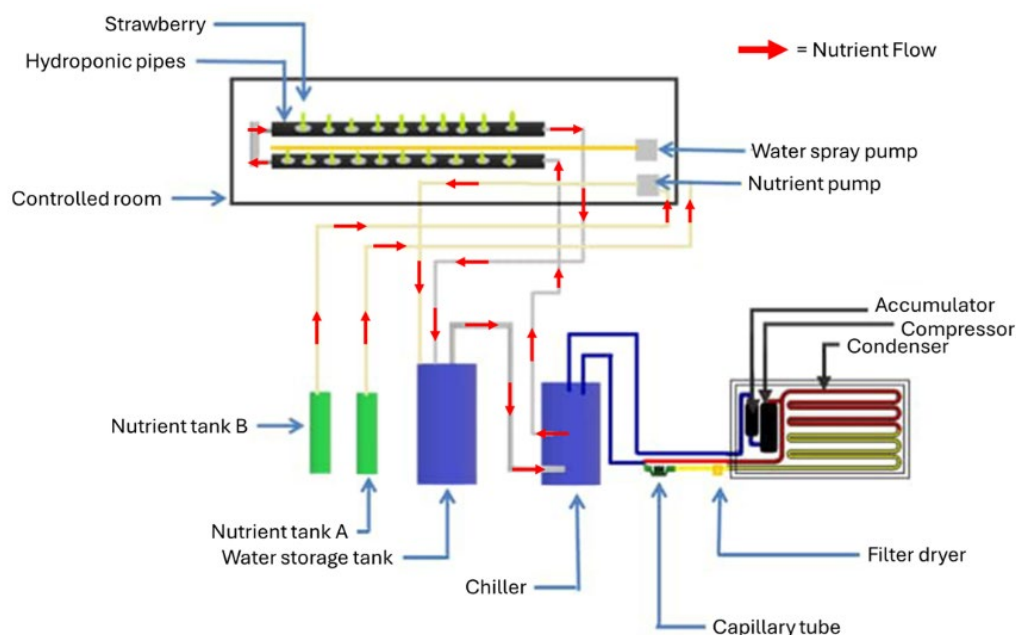 Strawberry
= Nutrient Flow
Hydroponic pipes
Water spray pump
Nutrient pump
Controlled room
Accumulator
Compressor
Condenser
Nutrient tank B
Nutrient tank A
Water storage tank
Filter dryer
Chiller
Capillary tube